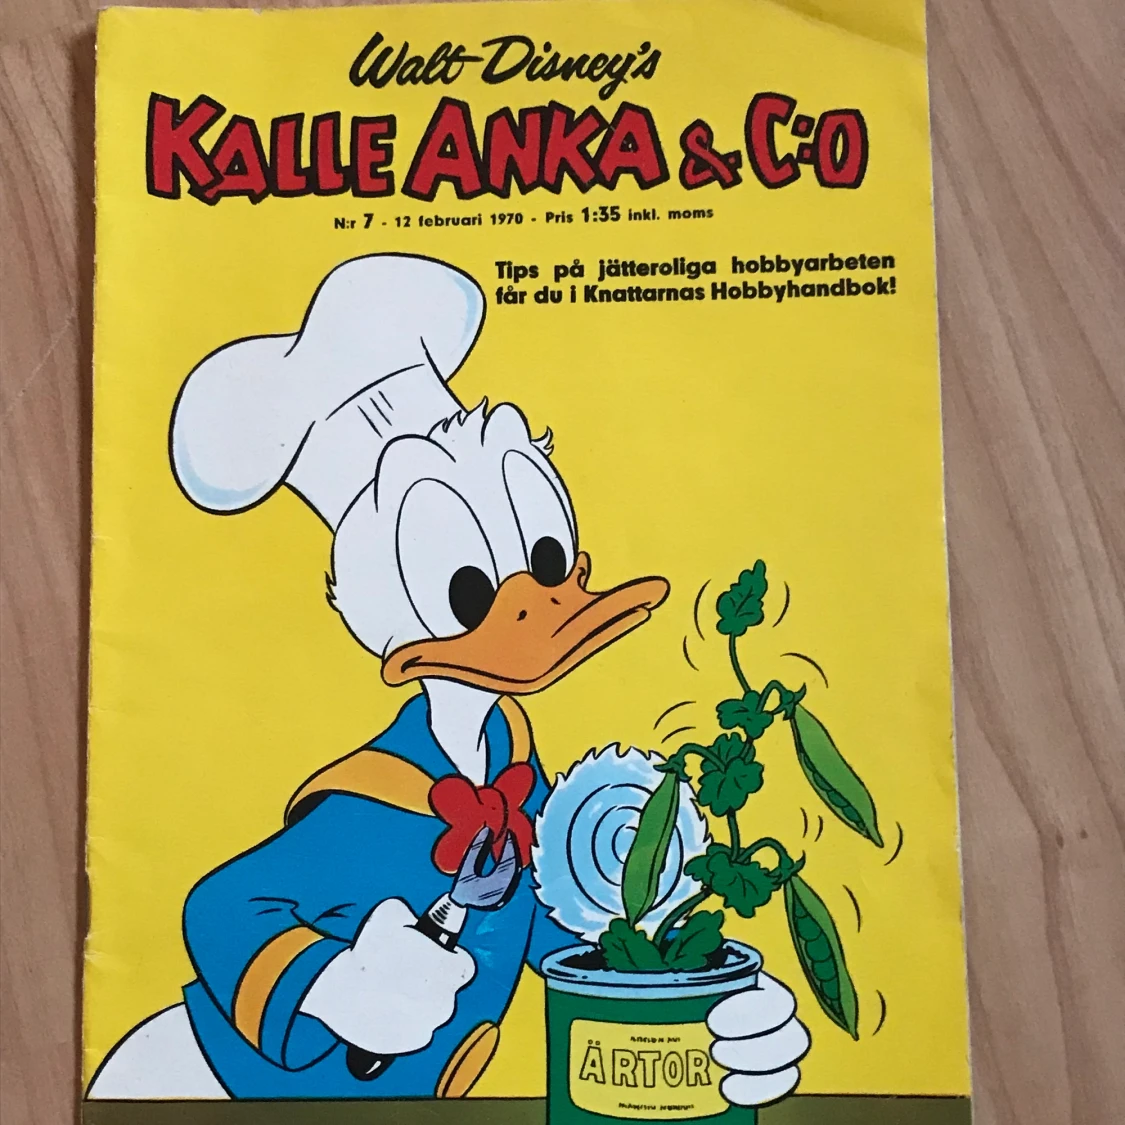 Walt Disney's
KALLE ANKA & C:O
N:r 7 - 12 februari 1970 - Pris 1:35 inkl. moms
Tips på jätteroliga hobbyarbeten
får du i Knattarnas Hobbyhandbok!
ÄRTOR